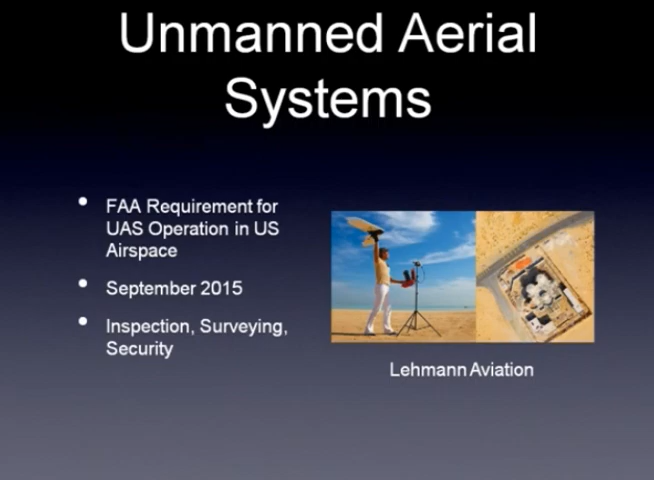 Unmanned Aerial
Systems
FAA Requirement for
UAS Operation in US
Airspace
September 2015
Inspection, Surveying,
Security
Lehmann Aviation